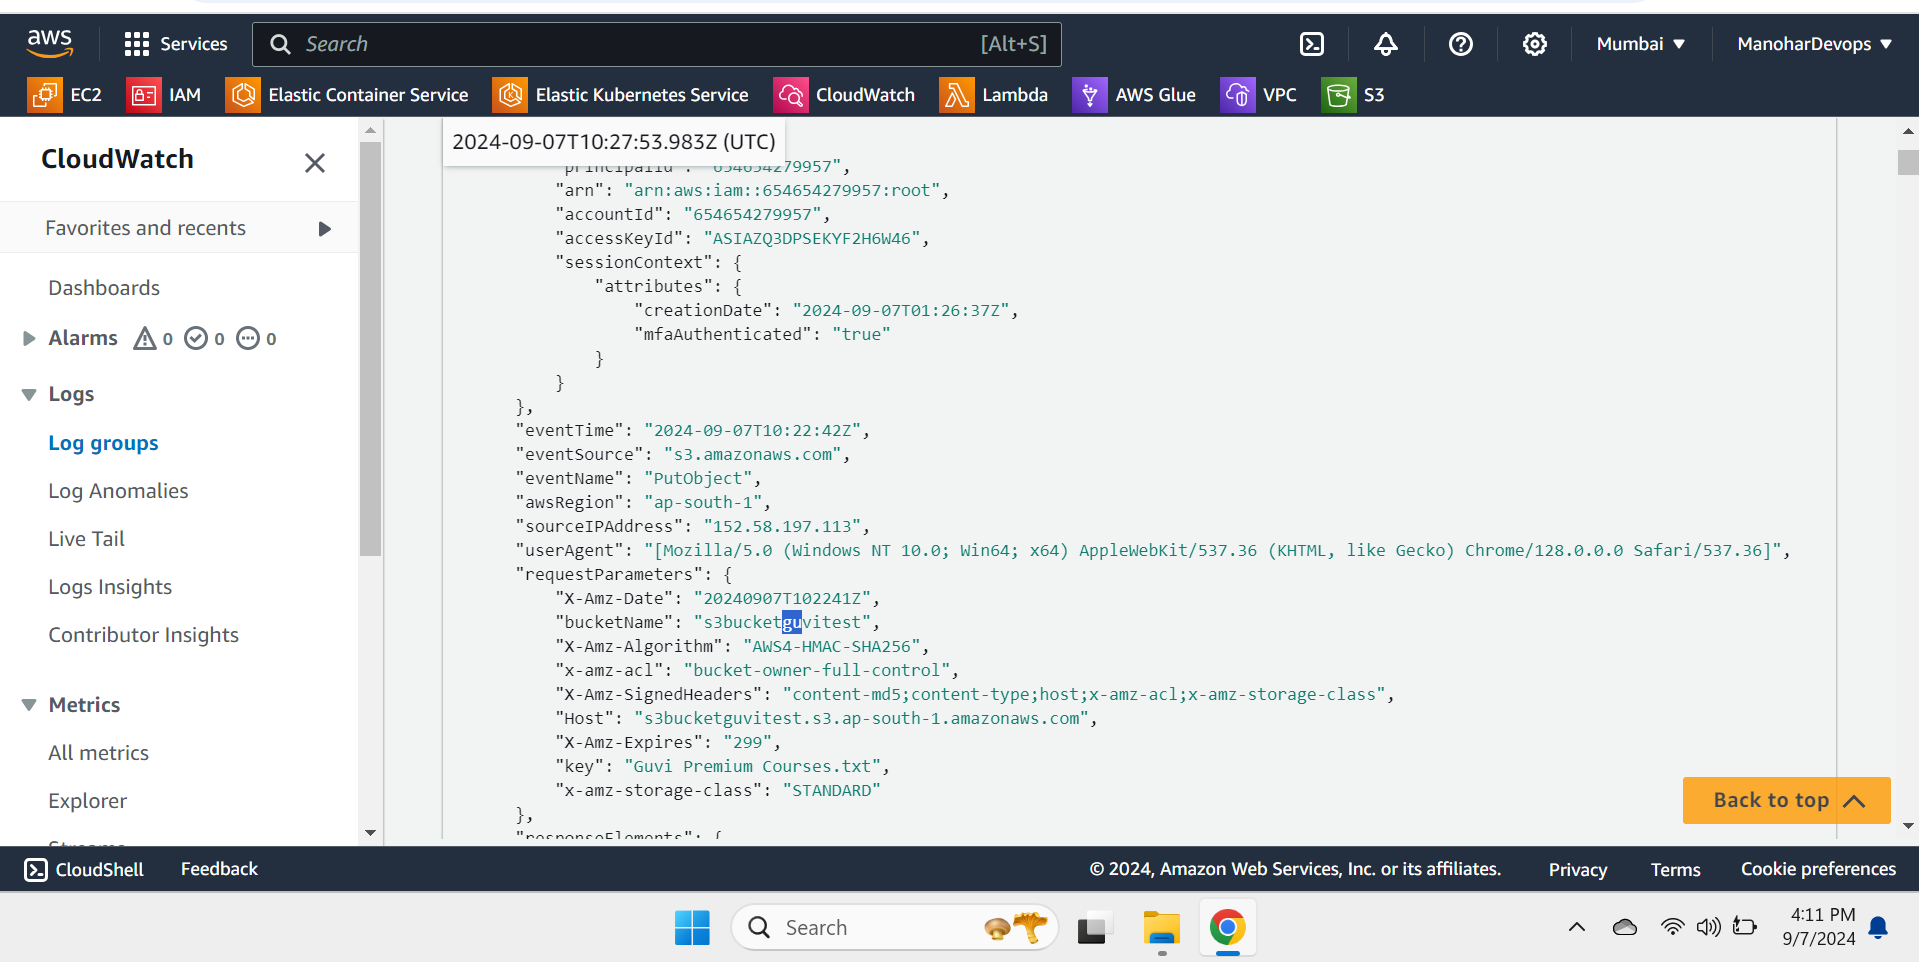 aws
Services
Search
[Alt+S]
Mumbai
ManoharDevops
EC2
IAM
Elastic Container Service
Elastic Kubernetes Service
CloudWatch
Lambda
AWS Glue
VPC
S3
CloudWatch
Favorites and recents
Dashboards
Alarms 0 0 0
Logs
Log groups
Log Anomalies
Live Tail
Logs Insights
Contributor Insights
Metrics
All metrics
Explorer
Streams
2024-09-07T10:27:53.983Z (UTC)
"principalId": "654654279957",
"arn": "arn:aws:iam::654654279957:root",
"accountId": "654654279957",
"accessKeyId": "ASIAZQ3DPSEKYF2H6W46",
"sessionContext": {
"attributes": {
"creationDate": "2024-09-07T01:26:37Z",
"mfaAuthenticated": "true"
}
}
},
"eventTime": "2024-09-07T10:22:42Z",
"eventSource": "s3.amazonaws.com",
"eventName": "PutObject",
"awsRegion": "ap-south-1",
"sourceIPAddress": "152.58.197.113",
"userAgent": "[Mozilla/5.0 (Windows NT 10.0; Win64; x64) AppleWebKit/537.36 (KHTML, like Gecko) Chrome/128.0.0.0 Safari/537.36]",
"requestParameters": {
"X-Amz-Date": "20240907T102241Z",
"bucketName": "s3bucketguvitest",
"X-Amz-Algorithm": "AWS4-HMAC-SHA256",
"x-amz-acl": "bucket-owner-full-control",
"X-Amz-SignedHeaders": "content-md5;content-type;host;x-amz-acl;x-amz-storage-class",
"Host": "s3bucketguvitest.s3.ap-south-1.amazonaws.com",
"X-Amz-Expires": "299",
"key": "Guvi Premium Courses.txt",
"x-amz-storage-class": "STANDARD"
},
"responseElements": {
Back to top
CloudShell
Feedback
© 2024, Amazon Web Services, Inc. or its affiliates.
Privacy
Terms
Cookie preferences
Search
4:11 PM
9/7/2024